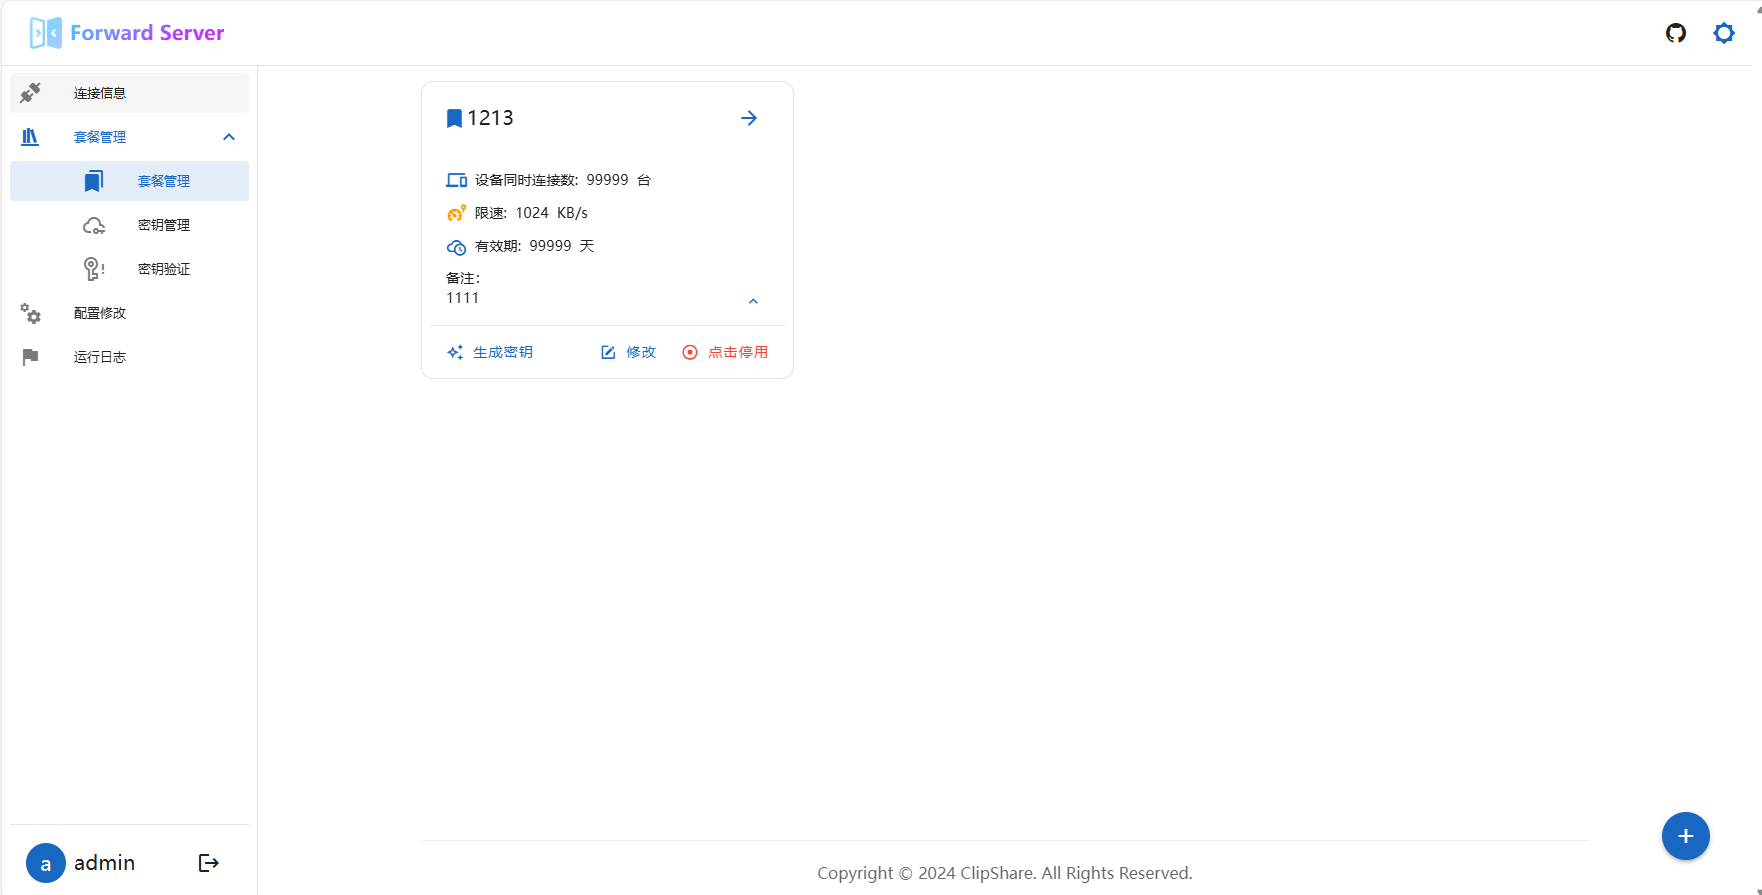 Forward Server
连接信息
套餐管理
套餐管理
密钥管理
密钥验证
配置修改
运行日志
a admin
1213
设备同时连接数: 99999 台
限速: 1024 KB/s
有效期: 99999 天
备注:
1111
生成密钥 修改 点击停用
Copyright © 2024 ClipShare. All Rights Reserved.